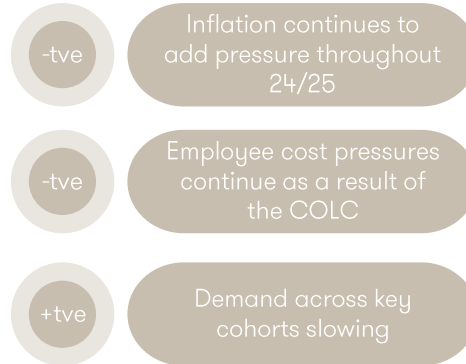 -tve
Inflation continues to
add pressure throughout
24/25
-tve
Employee cost pressures
continue as a result of
the COLC
+tve
Demand across key
cohorts slowing